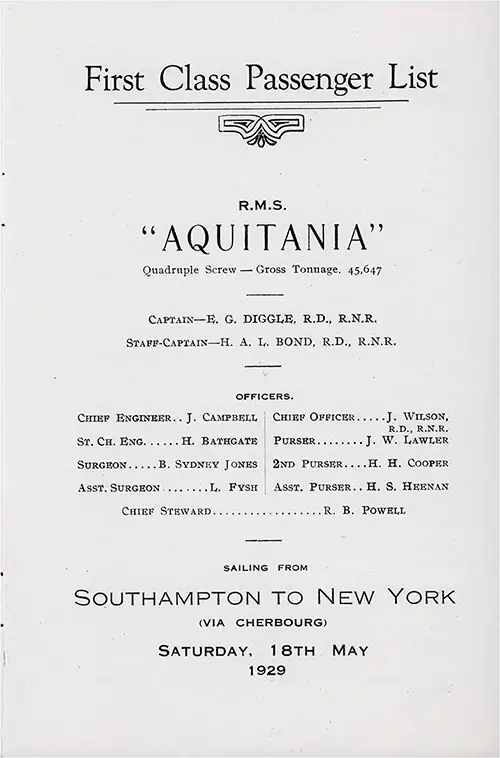 First Class Passenger List
R.M.S.
"AQUITANIA"
Quadruple Screw — Gross Tonnage, 45,647
CAPTAIN—E. G. DIGGLE, R.D., R.N.R.
STAFF-CAPTAIN—H. A. L. BOND, R.D., R.N.R.
OFFICERS.
CHIEF ENGINEER.. J. CAMPBELL
ST. CH. ENG....... H. BATHGATE
SURGEON.....B. SYDNEY JONES
ASST. SURGEON ........L. FYSH
CHIEF OFFICER.....J. WILSON,
R.D., R.N.R.
PURSER........J. W. LAWLER
2ND PURSER....H. H. COOPER
ASST. PURSER..H. S. HEENAN
CHIEF STEWARD..................R. B. POWELL
SAILING FROM
SOUTHAMPTON TO NEW YORK
(VIA CHERBOURG)
SATURDAY, 18TH MAY
1929